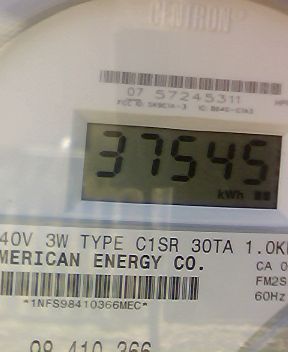 CENTRON
07 57245311
37545
kWh
40V 3W TYPE C1SR 30TA 1.0K
MERICAN ENERGY CO.
CA 0
FM2S
60Hz
*1NFS98410366MEC*
98 410 366